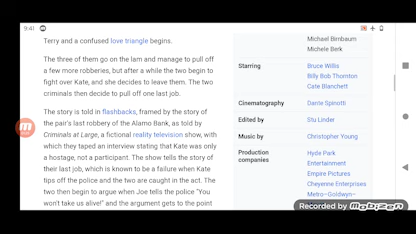 9:41
Terry and a confused love triangle begins.
The three of them go on the lam and manage to pull off
a few more robberies, but after a while the two begin to
fight over Kate, and she decides to leave them. The two
criminals then decide to pull off one last job.
The story is told in flashbacks, framed by the story of
the pair's last robbery of the Alamo Bank, as told by
Criminals at Large, a fictional reality television show, with
which they taped an interview stating that Kate was only
a hostage, not a participant. The show tells the story of
their last job, which is known to be a failure when Kate
tips off the police and the two are caught in the act. The
two then begin to argue when Joe tells the police "You
won't take us alive!" and the argument gets to the point
Michael Birnbaum
Michele Berk
Starring
Bruce Willis
Billy Bob Thornton
Cate Blanchett
Cinematography
Dante Spinotti
Edited by
Stu Linder
Music by
Christopher Young
Production
companies
Hyde Park
Entertainment
Empire Pictures
Cheyenne Enterprises
Metro-Goldwyn-
Recorded by Mobizen